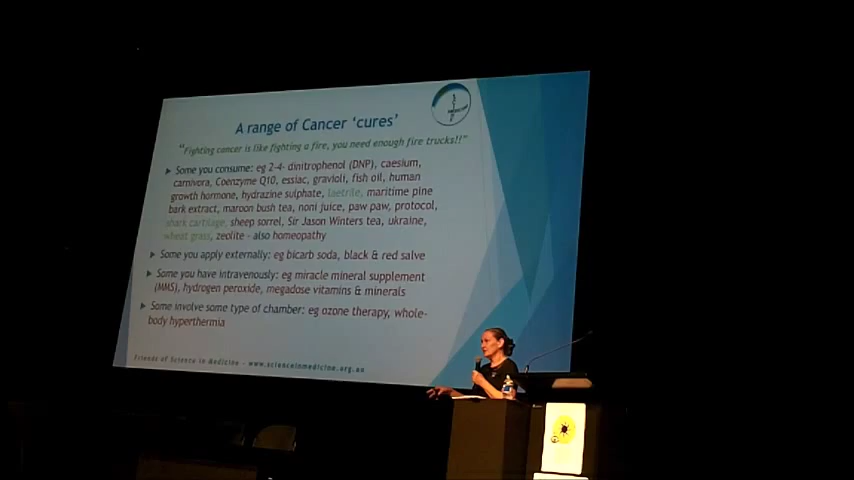 A range of Cancer ‘cures’
“Fighting cancer is like fighting a fire, you need enough fire trucks!!”
Some you consume: eg 2-4- dinitrophenol (DNP), caesium,
carnivora, Coenzyme Q10, essiac, gravioli, fish oil, human
growth hormone, hydrazine sulphate, laetrile, maritime pine
bark extract, maroon bush tea, noni juice, paw paw, protocol,
shark cartilage, sheep sorrel, Sir Jason Winters tea, ukraine,
wheat grass, zeolite - also homeopathy
Some you apply externally: eg bicarb soda, black & red salve
Some you have intravenously: eg miracle mineral supplement
(MMS), hydrogen peroxide, megadose vitamins & minerals
Some involve some type of chamber: eg ozone therapy, whole-
body hyperthermia
Friends of Science in Medicine - www.scienceinmedicine.org.au